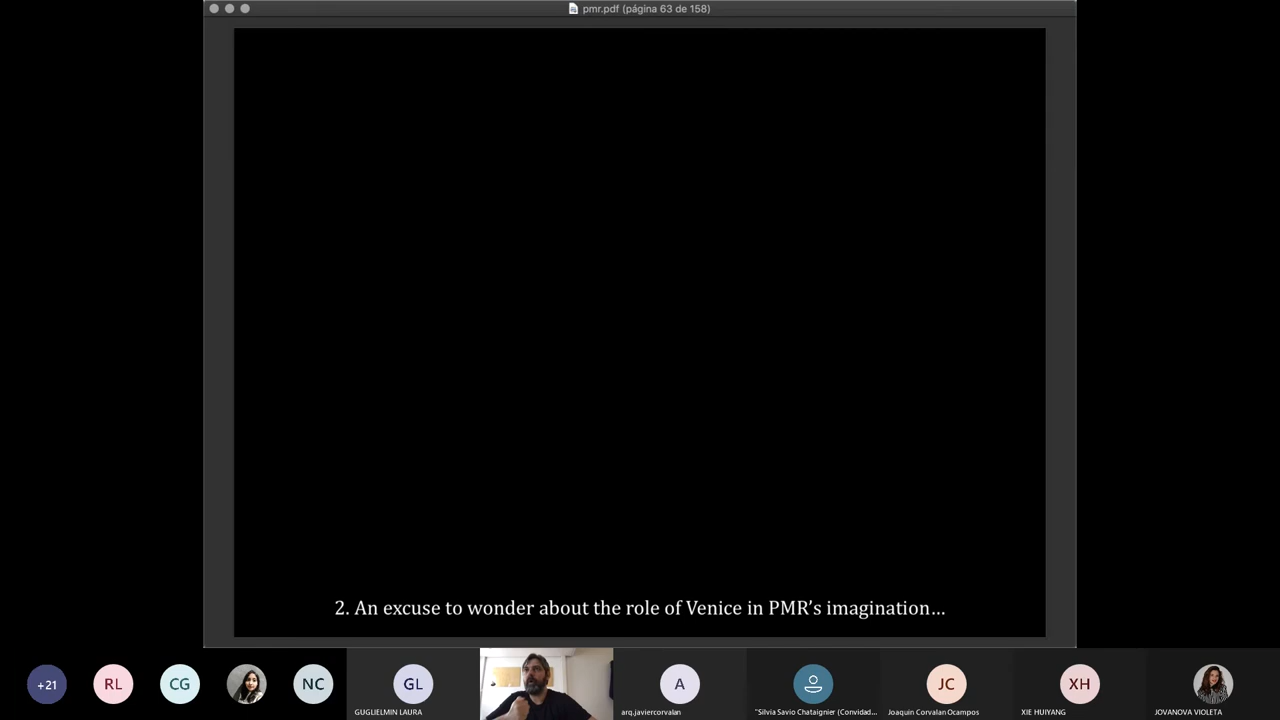 pmr.pdf (página 63 de 158)
2. An excuse to wonder about the role of Venice in PMR’s imagination…
+21
RL
CG
NC
GL
A
JC
XH
GUGLIELMIN LAURA
arq.javiercorvalan
"Silvia Savio Chataignier (Convidad...
Joaquin Corvalan Ocampos
XIE HUIYANG
JOVANOVA VIOLETA